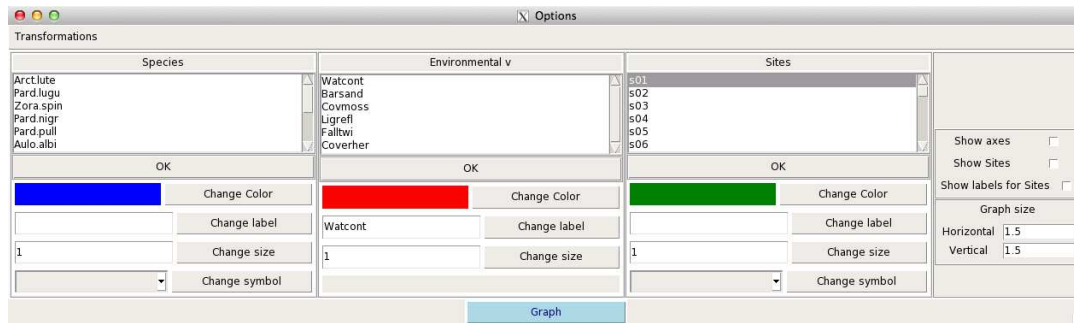 Options
Transformations
Species
Arct.lute
Pard.lugu
Zora.spin
Pard.nigr
Pard.pull
Aulo.albi
OK
Change Color
Change label
1
Change size
Change symbol
Environmental v
Watcont
Barsand
Covmoss
Ligrefl
Falltwi
Coverher
OK
Change Color
Watcont
Change label
1
Change size
Sites
s01
s02
s03
s04
s05
s06
OK
Change Color
Change label
1
Change size
Change symbol
Show axes
Show Sites
Show labels for Sites
Graph size
Horizontal 1.5
Vertical 1.5
Graph